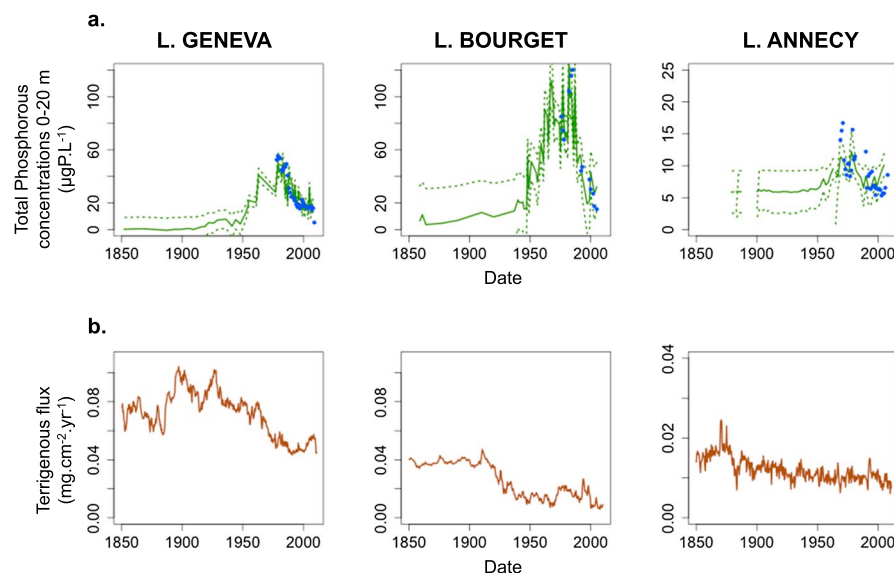 a.
L. GENEVA
L. BOURGET
L. ANNECY
Total Phosphorous
concentrations 0-20 m
(µgP.L-1)
0 20 60 100
0 20 60 100
0 5 10 15 20 25
1850 1900 1950 2000
1850 1900 1950 2000
1850 1900 1950 2000
Date
b.
Terrigenous flux
(mg.cm-2.yr-1)
0.00 0.04 0.08
0.00 0.04 0.08
0.00 0.02 0.04
1850 1900 1950 2000
1850 1900 1950 2000
1850 1900 1950 2000
Date